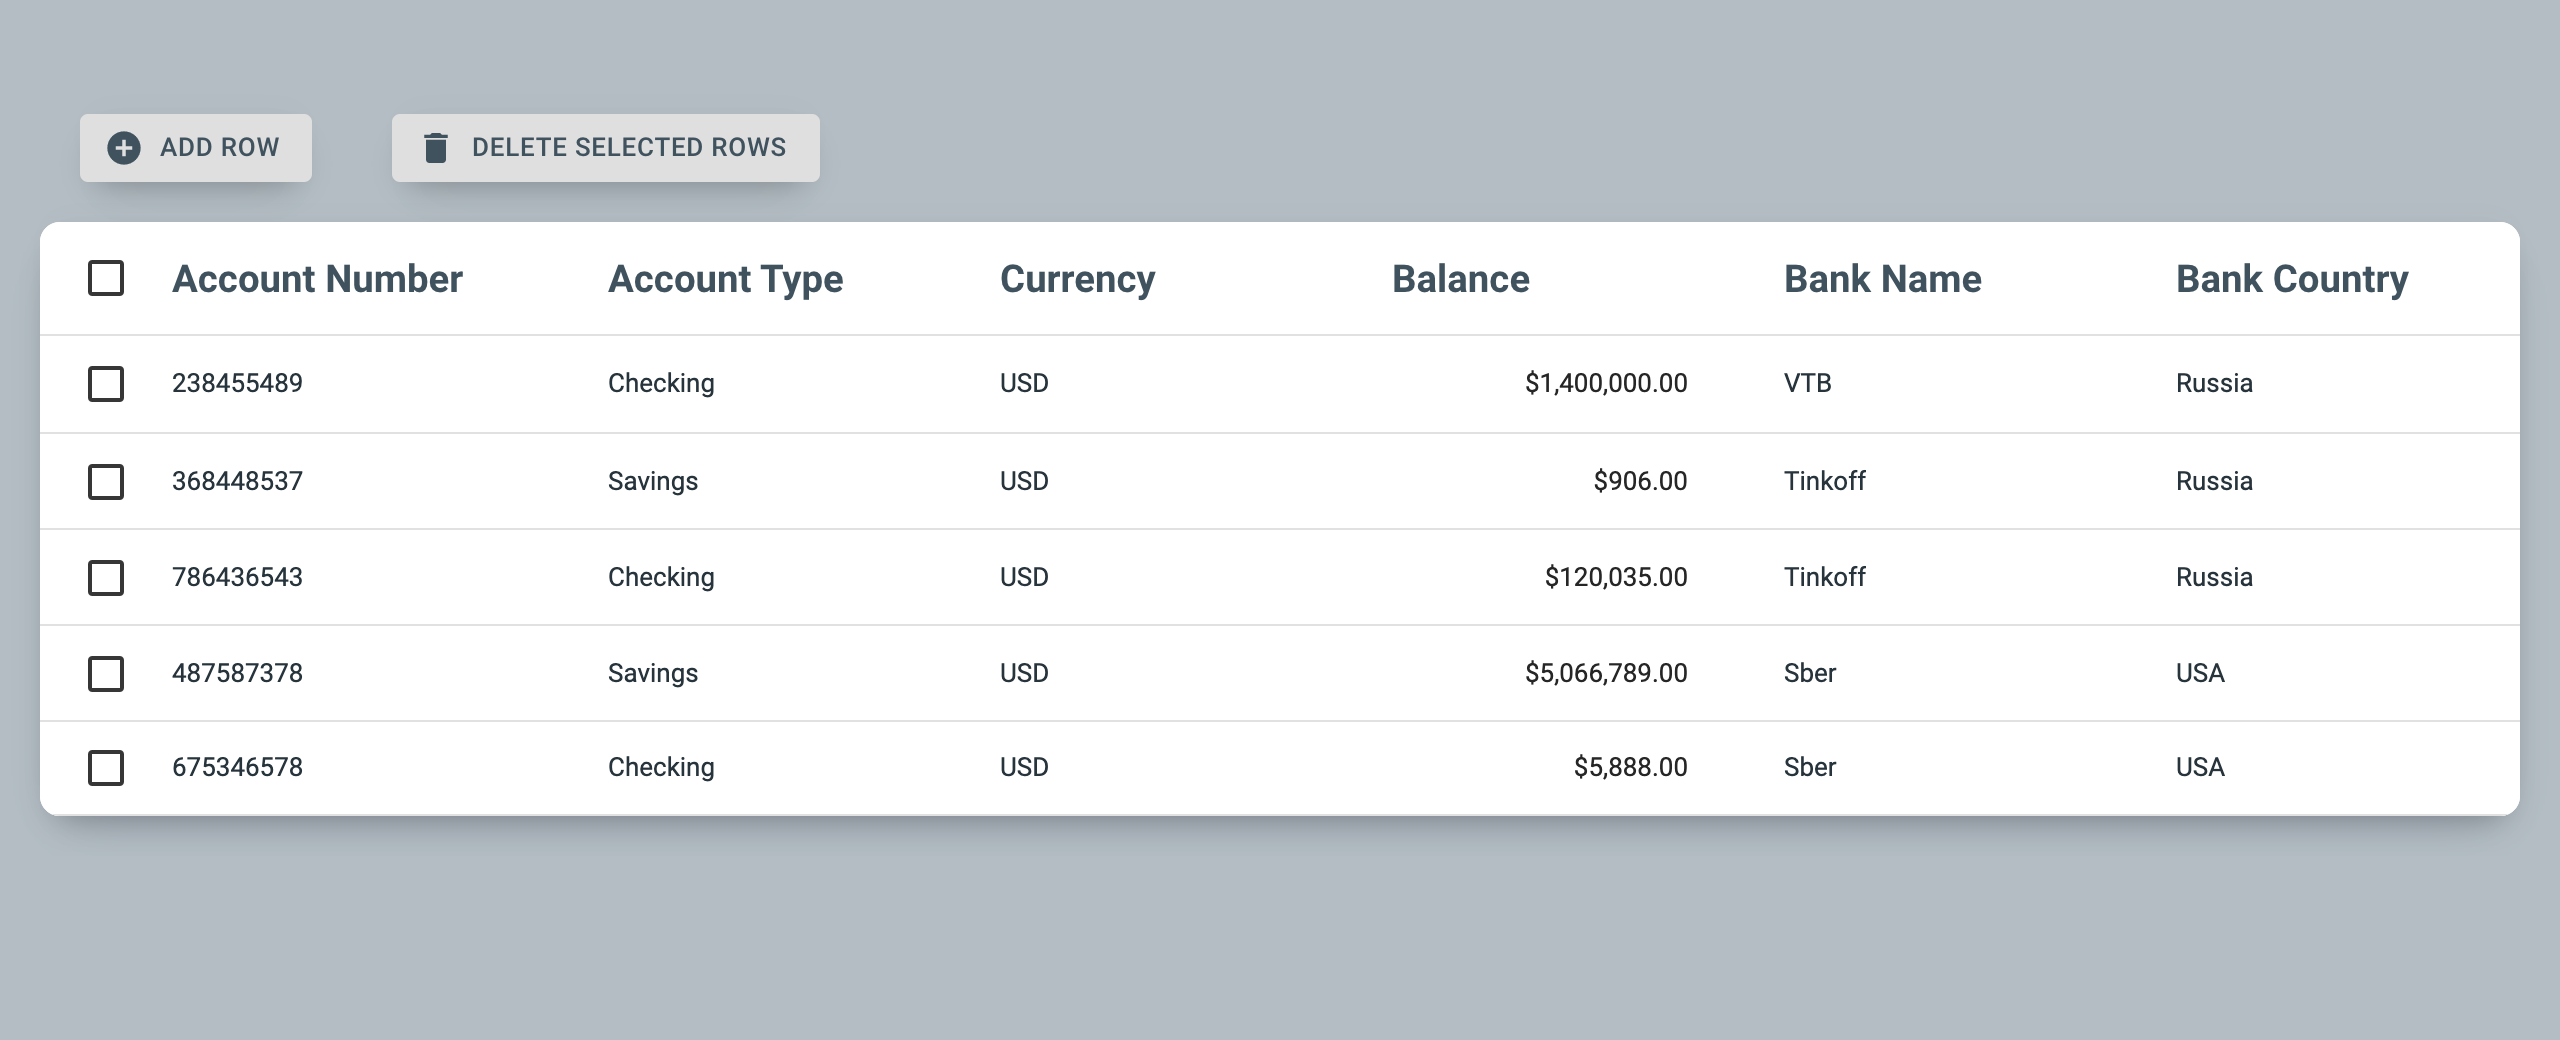 ADD ROW DELETE SELECTED ROWS
Account Number Account Type Currency Balance Bank Name Bank Country
238455489 Checking USD $1,400,000.00 VTB Russia
368448537 Savings USD $906.00 Tinkoff Russia
786436543 Checking USD $120,035.00 Tinkoff Russia
487587378 Savings USD $5,066,789.00 Sber USA
675346578 Checking USD $5,888.00 Sber USA